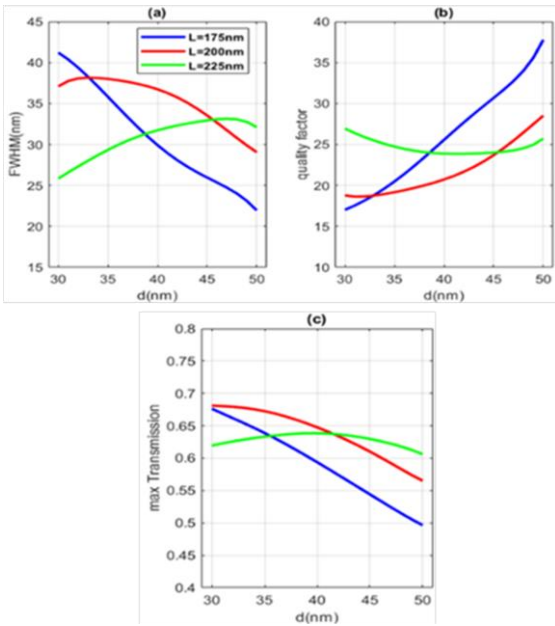 (a)
L=175nm
L=200nm
L=225nm
45
40
35
30
25
20
15
FWHM(nm)
30 35 40 45 50
d(nm)
(b)
40
35
30
25
20
15
10
quality factor
30 35 40 45 50
d(nm)
(c)
0.8
0.75
0.7
0.65
0.6
0.55
0.5
0.45
0.4
max Transmission
30 35 40 45 50
d(nm)